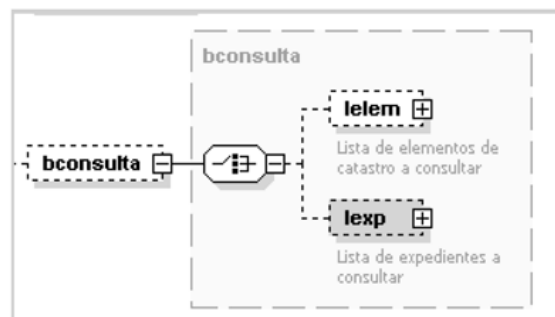 bconsulta
bconsulta
lelem
Lista de elementos de
catastro a consultar
lexp
Lista de expedientes a
consultar